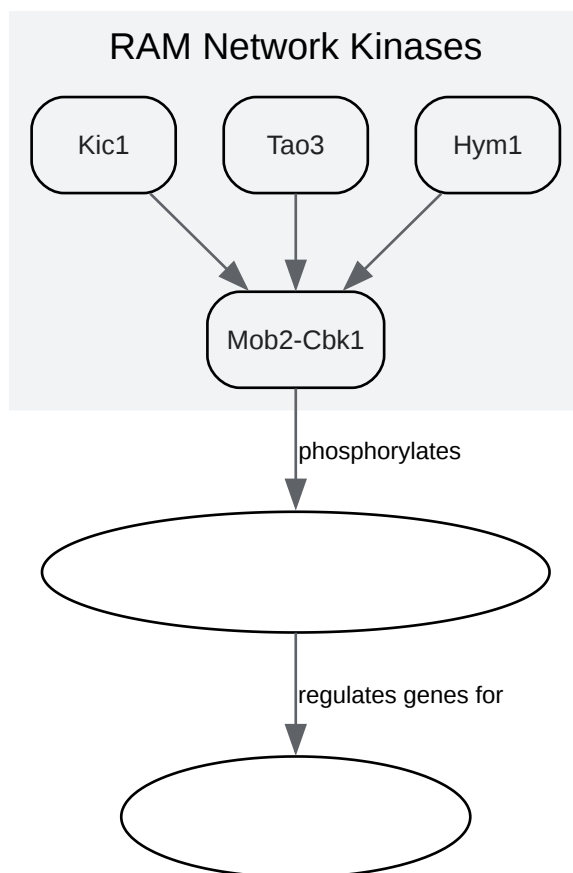 RAM Network Kinases
Kic1
Tao3
Hym1
Mob2-Cbk1
phosphorylates
regulates genes for